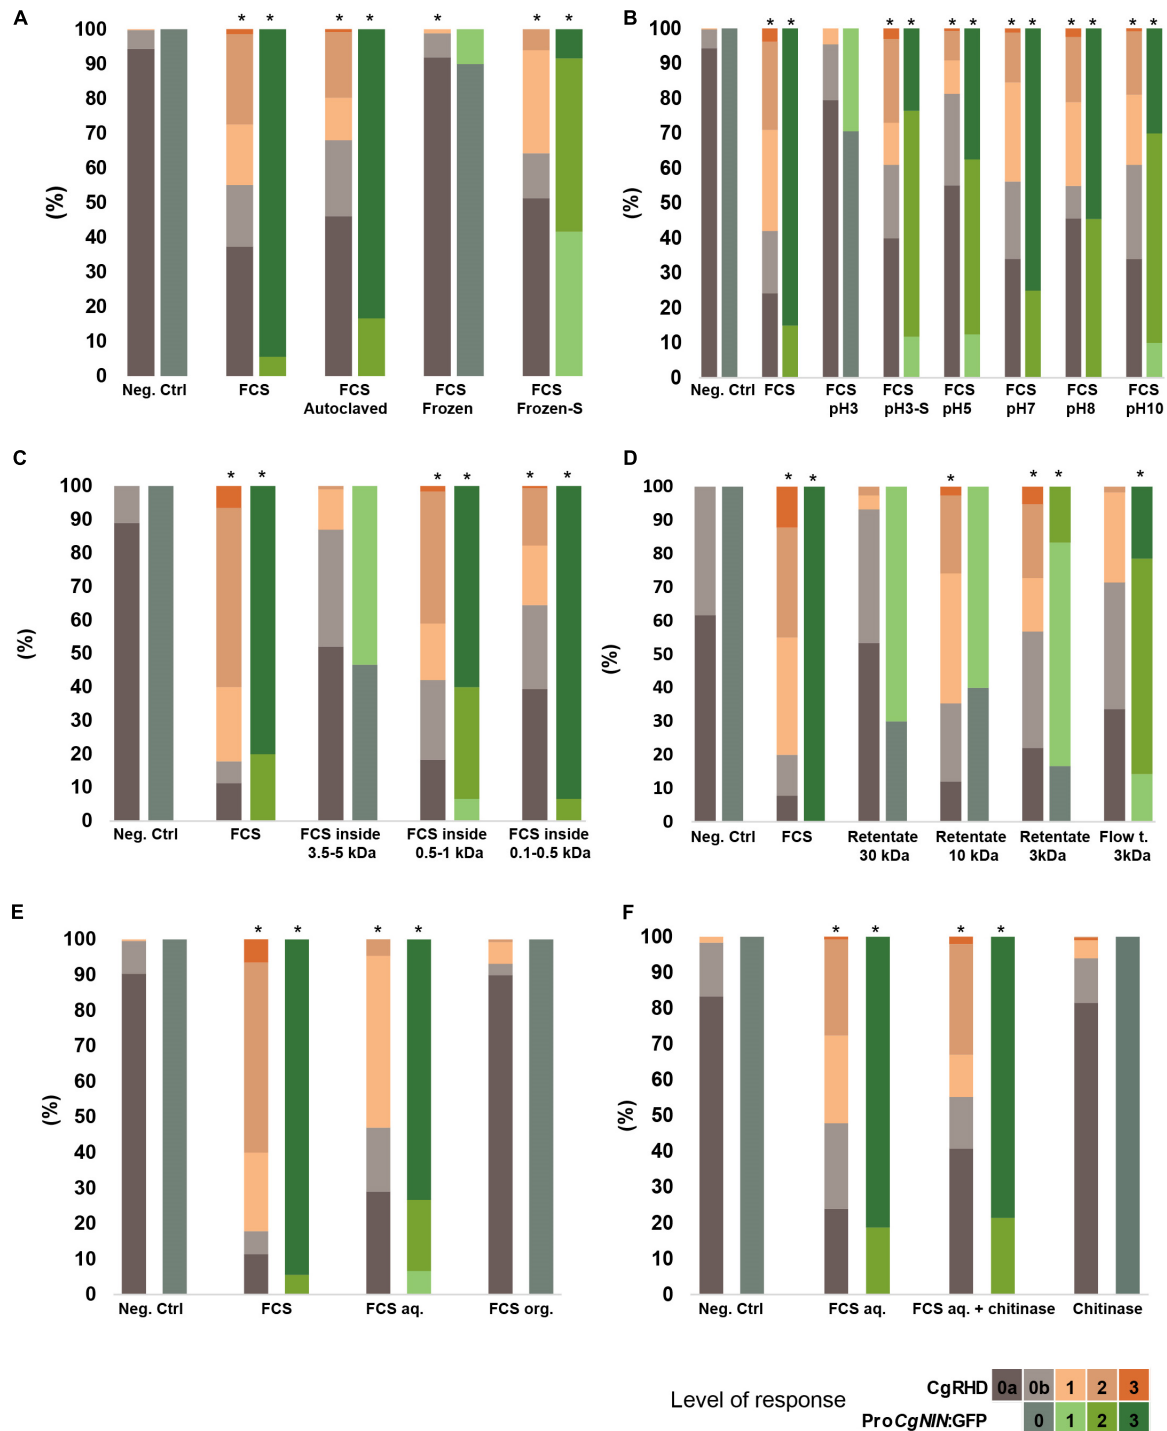 A
100
90
80
70
60
50
40
30
20
10
0
(%)
* * * * * * *
Neg. Ctrl
FCS
FCS
Autoclaved
FCS
Frozen
FCS
Frozen-S
B
100
90
80
70
60
50
40
30
20
10
0
(%)
* * * * * * * * * * * *
Neg. Ctrl
FCS
FCS
pH3
FCS
pH3-S
FCS
pH5
FCS
pH7
FCS
pH8
FCS
pH10
C
100
90
80
70
60
50
40
30
20
10
0
(%)
* * * * * *
Neg. Ctrl
FCS
FCS inside
3.5-5 kDa
FCS inside
0.5-1 kDa
FCS inside
0.1-0.5 kDa
D
100
90
80
70
60
50
40
30
20
10
0
(%)
* * * * * *
Neg. Ctrl
FCS
Retentate
30 kDa
Retentate
10 kDa
Retentate
3kDa
Flow t.
3kDa
E
100
90
80
70
60
50
40
30
20
10
0
(%)
* * * *
Neg. Ctrl
FCS
FCS aq.
FCS org.
F
100
90
80
70
60
50
40
30
20
10
0
(%)
* * * *
Neg. Ctrl
FCS aq.
FCS aq. + chitinase
Chitinase
Level of response
CgRHD 0a 0b 1 2 3
ProCgNIN:GFP 0 1 2 3